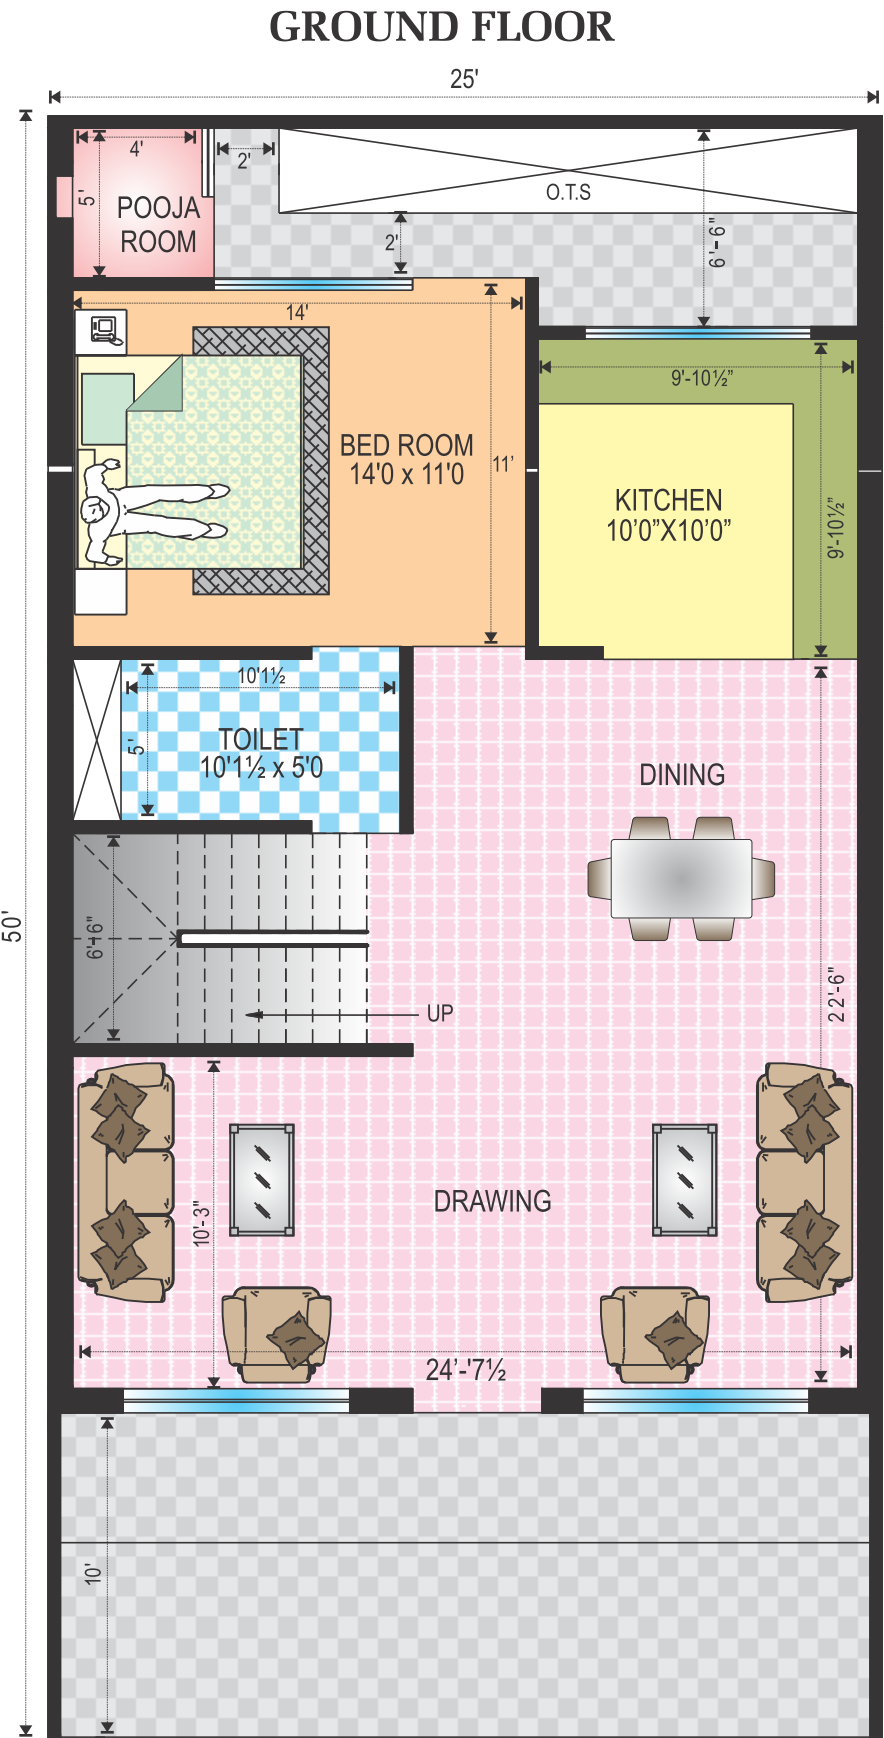 GROUND FLOOR
25'
4'
2'
5'
POOJA
ROOM
O.T.S
2'
6'-6"
14'
9'-10½”
BED ROOM
14'0 x 11'0
11’
KITCHEN
10’0”X10’0”
9'-10½”
10'1½
5'
TOILET
10'1½ x 5'0
DINING
50'
6'-6"
UP
22'-6"
10'-3"
DRAWING
24’-'7½
10'